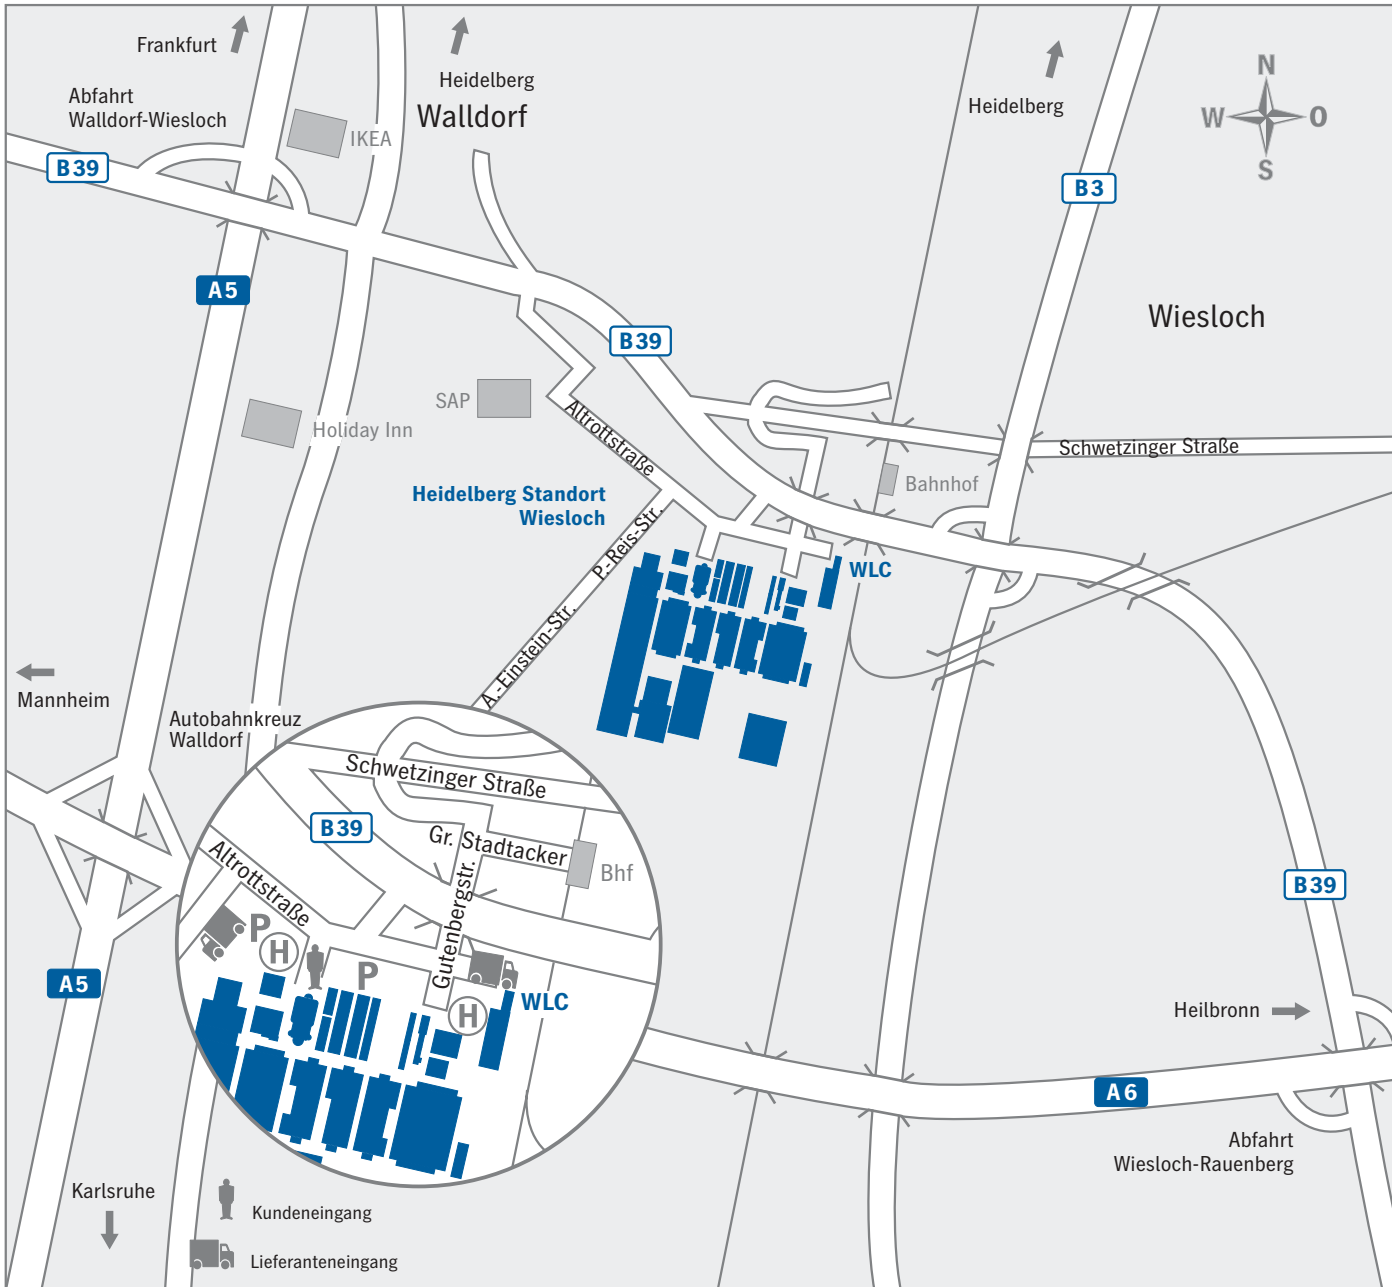 Frankfurt
Heidelberg
Walldorf
Heidelberg
N
W
O
S
Abfahrt
Walldorf-Wiesloch
IKEA
B39
B3
A5
Wiesloch
B39
SAP
Holiday Inn
Altrottstraße
Schwetzinger Straße
Bahnhof
Heidelberg Standort
Wiesloch
P.-Reis-Str.
WLC
A.-Einstein-Str.
Mannheim
Autobahnkreuz
Walldorf
Schwetzinger Straße
B39
Gr. Stadtacker
Bhf
Altrottstraße
Gutenbergstr.
B39
P
H
P
A5
H
WLC
Heilbronn
A6
Abfahrt
Wiesloch-Rauenberg
Karlsruhe
Kundeneingang
Lieferanteneingang